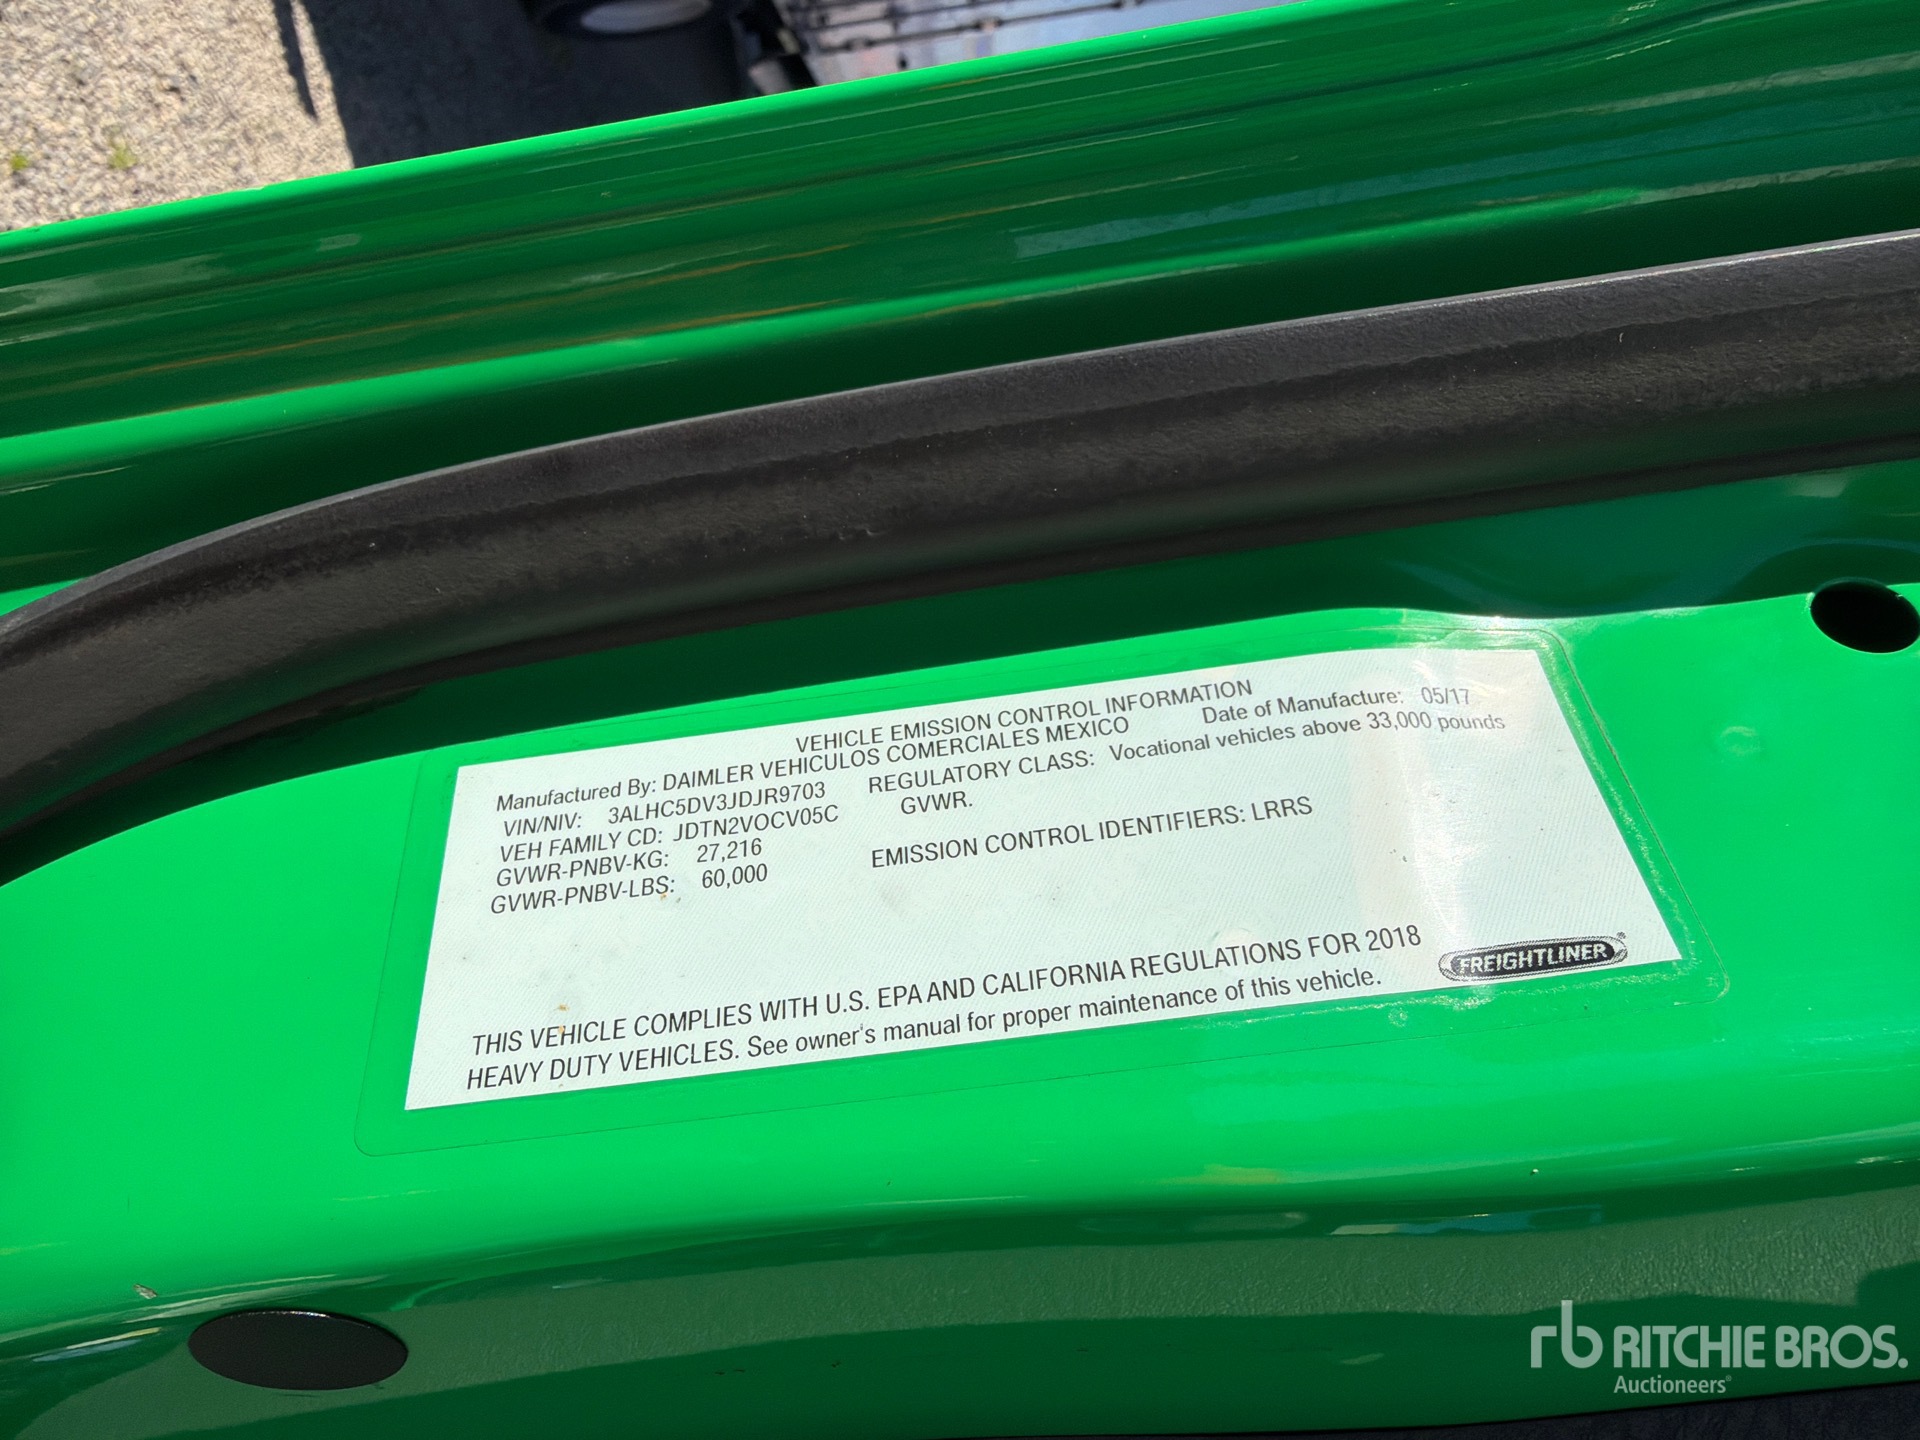 VEHICLE EMISSION CONTROL INFORMATION
Manufactured By: DAIMLER VEHICULOS COMERCIALES MEXICO Date of Manufacture: 05/17
VIN/NIV: 3ALHC5DV3JDJR9703 REGULATORY CLASS: Vocational vehicles above 33,000 pounds
VEH FAMILY CD: JDTN2VOCV05C GVWR.
GVWR-PNBV-KG: 27,216
GVWR-PNBV-LBS: 60,000 EMISSION CONTROL IDENTIFIERS: LRRS
THIS VEHICLE COMPLIES WITH U.S. EPA AND CALIFORNIA REGULATIONS FOR 2018
HEAVY DUTY VEHICLES. See owner's manual for proper maintenance of this vehicle.
FREIGHTLINER®
rb RITCHIE BROS.
Auctioneers®